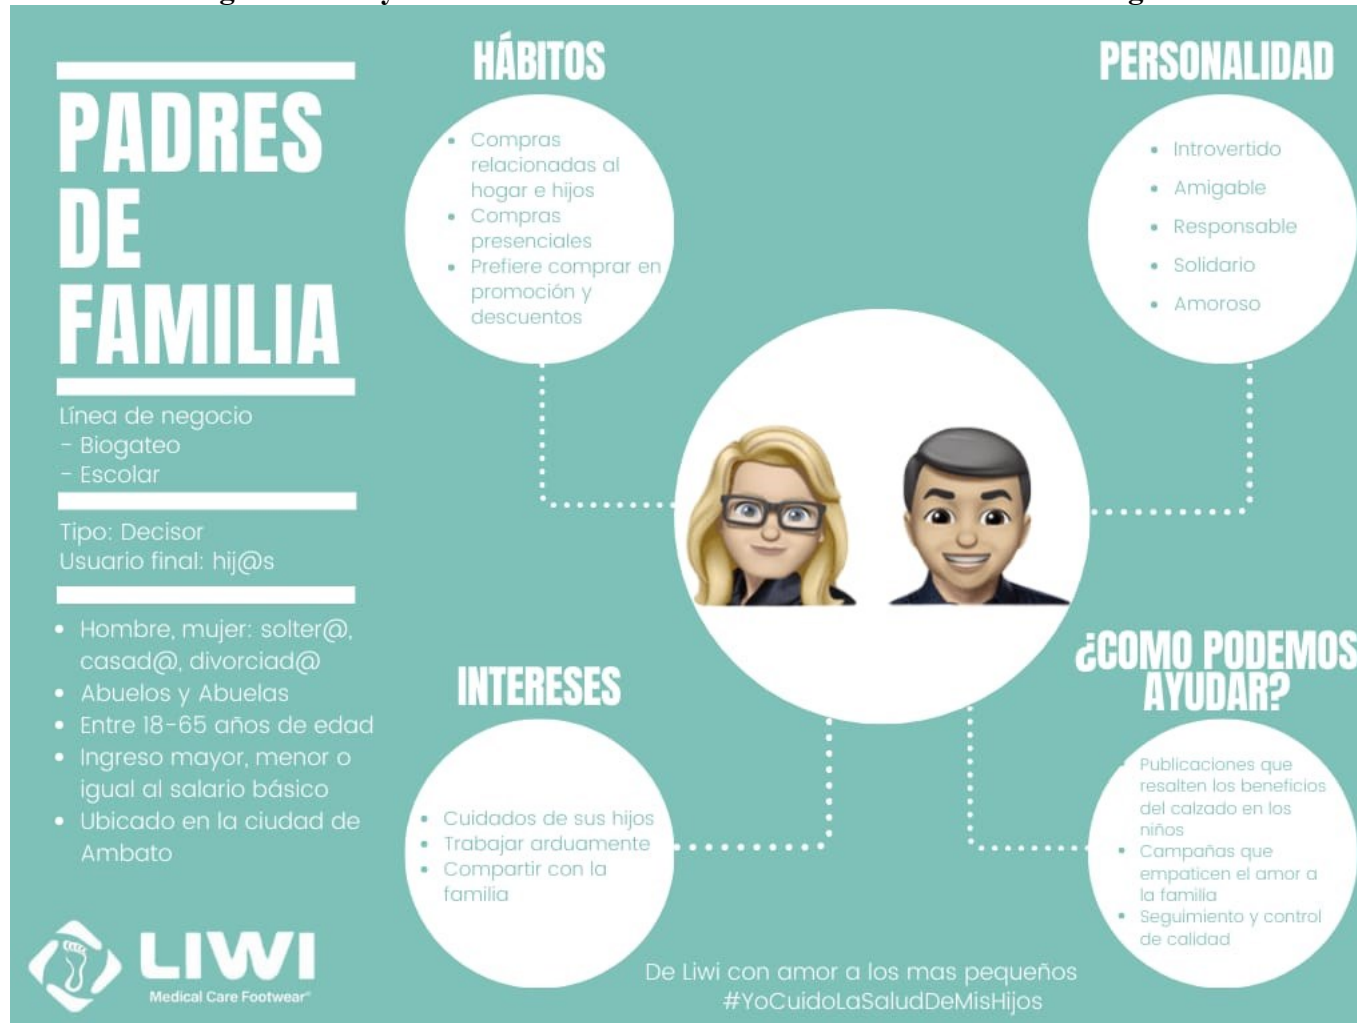 PADRES
DE
FAMILIA
Línea de negocio
- Biogateo
- Escolar
Tipo: Decisor
Usuario final: hij@s
• Hombre, mujer: solter@,
casad@, divorciad@
• Abuelos y Abuelas
• Entre 18-65 años de edad
• Ingreso mayor, menor o
igual al salario básico
• Ubicado en la ciudad de
Ambato
LIWI
Medical Care Footwear
HÁBITOS
• Compras
relacionadas al
hogar e hijos
• Compras
presenciales
• Prefiere comprar en
promoción y
descuentos
PERSONALIDAD
• Introvertido
• Amigable
• Responsable
• Solidario
• Amoroso
INTERESES
• Cuidados de sus hijos
• Trabajar arduamente
• Compartir con la
familia
¿COMO PODEMOS
AYUDAR?
Publicaciones que
resalten los beneficios
del calzado en los
niños
• Campañas que
empaticen el amor a
la familia
• Seguimiento y control
de calidad
De Liwi con amor a los mas pequeños
#YoCuidoLaSaludDeMisHijos